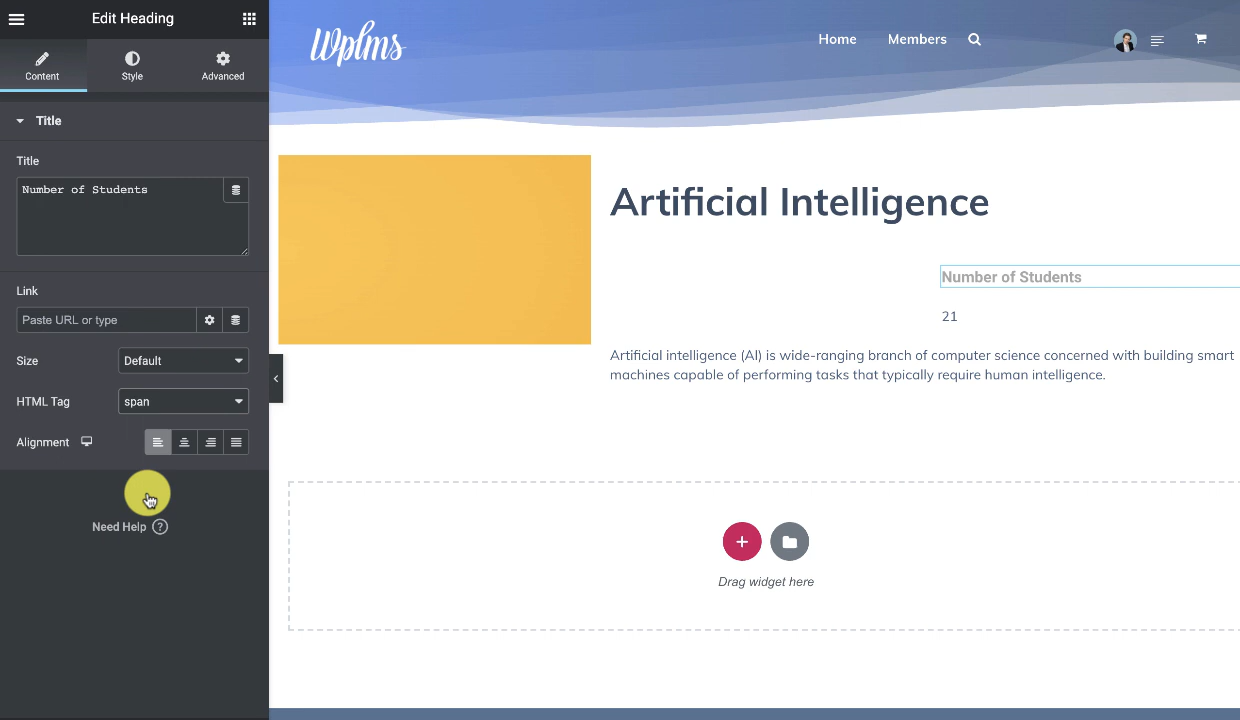 Edit Heading
Content
Style
Advanced
Title
Title
Number of Students
Link
Paste URL or type
Size
Default
HTML Tag
span
Alignment
Need Help ?
Wplms
Home
Members
Artificial Intelligence
Number of Students
21
Artificial intelligence (AI) is wide-ranging branch of computer science concerned with building smart
machines capable of performing tasks that typically require human intelligence.
Drag widget here